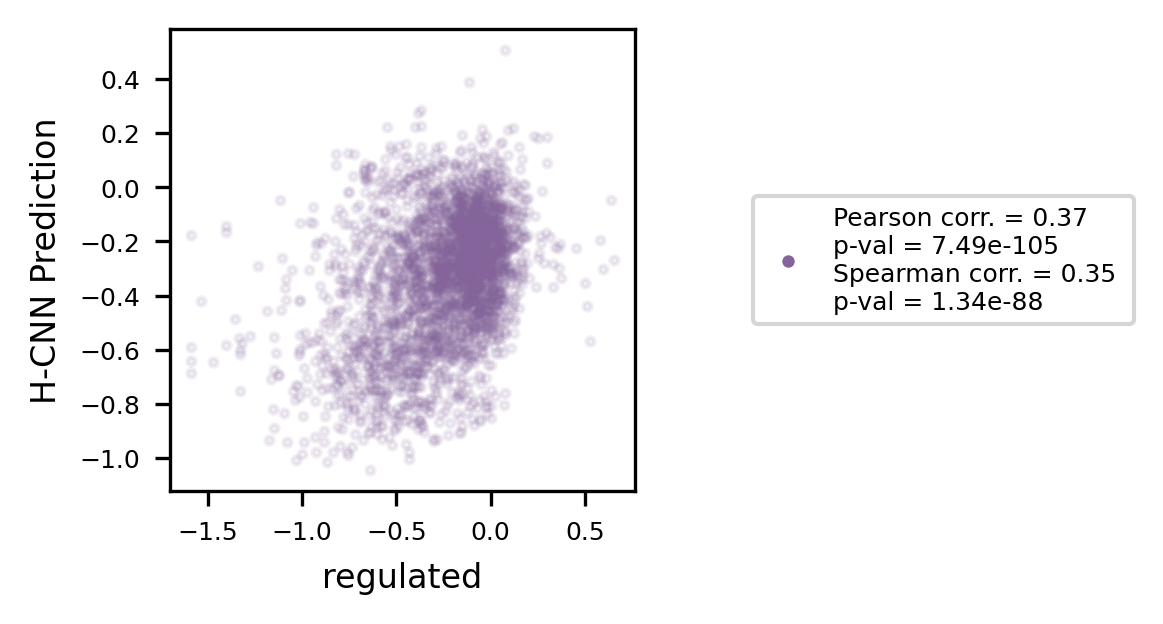 H-CNN Prediction
0.4
0.2
0.0
−0.2
−0.4
−0.6
−0.8
−1.0
−1.5
−1.0
−0.5
0.0
0.5
regulated
Pearson corr. = 0.37
p-val = 7.49e-105
Spearman corr. = 0.35
p-val = 1.34e-88